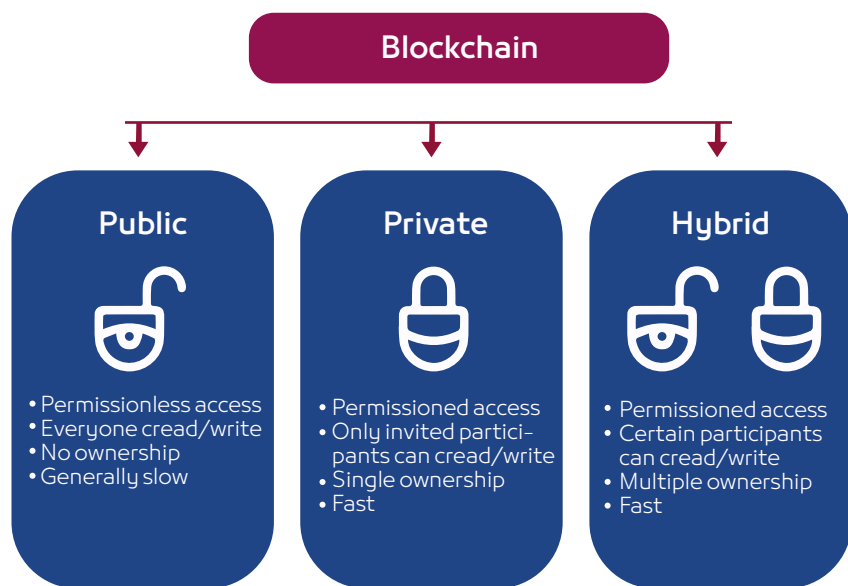 Blockchain
Public
• Permissionless access
• Everyone cread/write
• No ownership
• Generally slow
Private
• Permissioned access
• Only invited partici-
pants can cread/write
• Single ownership
• Fast
Hybrid
• Permissioned access
• Certain participants
can cread/write
• Multiple ownership
• Fast